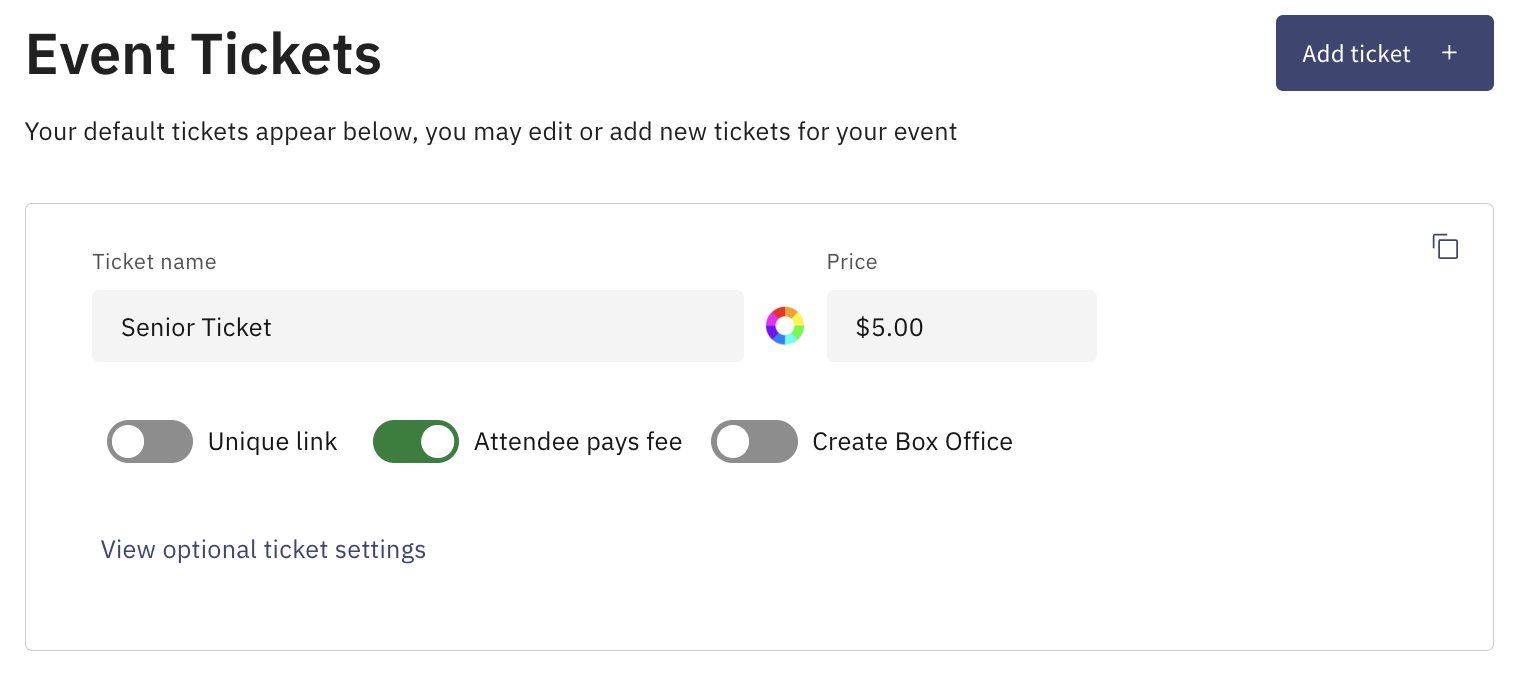 Event Tickets
Add ticket +
Your default tickets appear below, you may edit or add new tickets for your event
Ticket name
Price
Senior Ticket
$5.00
Unique link
Attendee pays fee
Create Box Office
View optional ticket settings